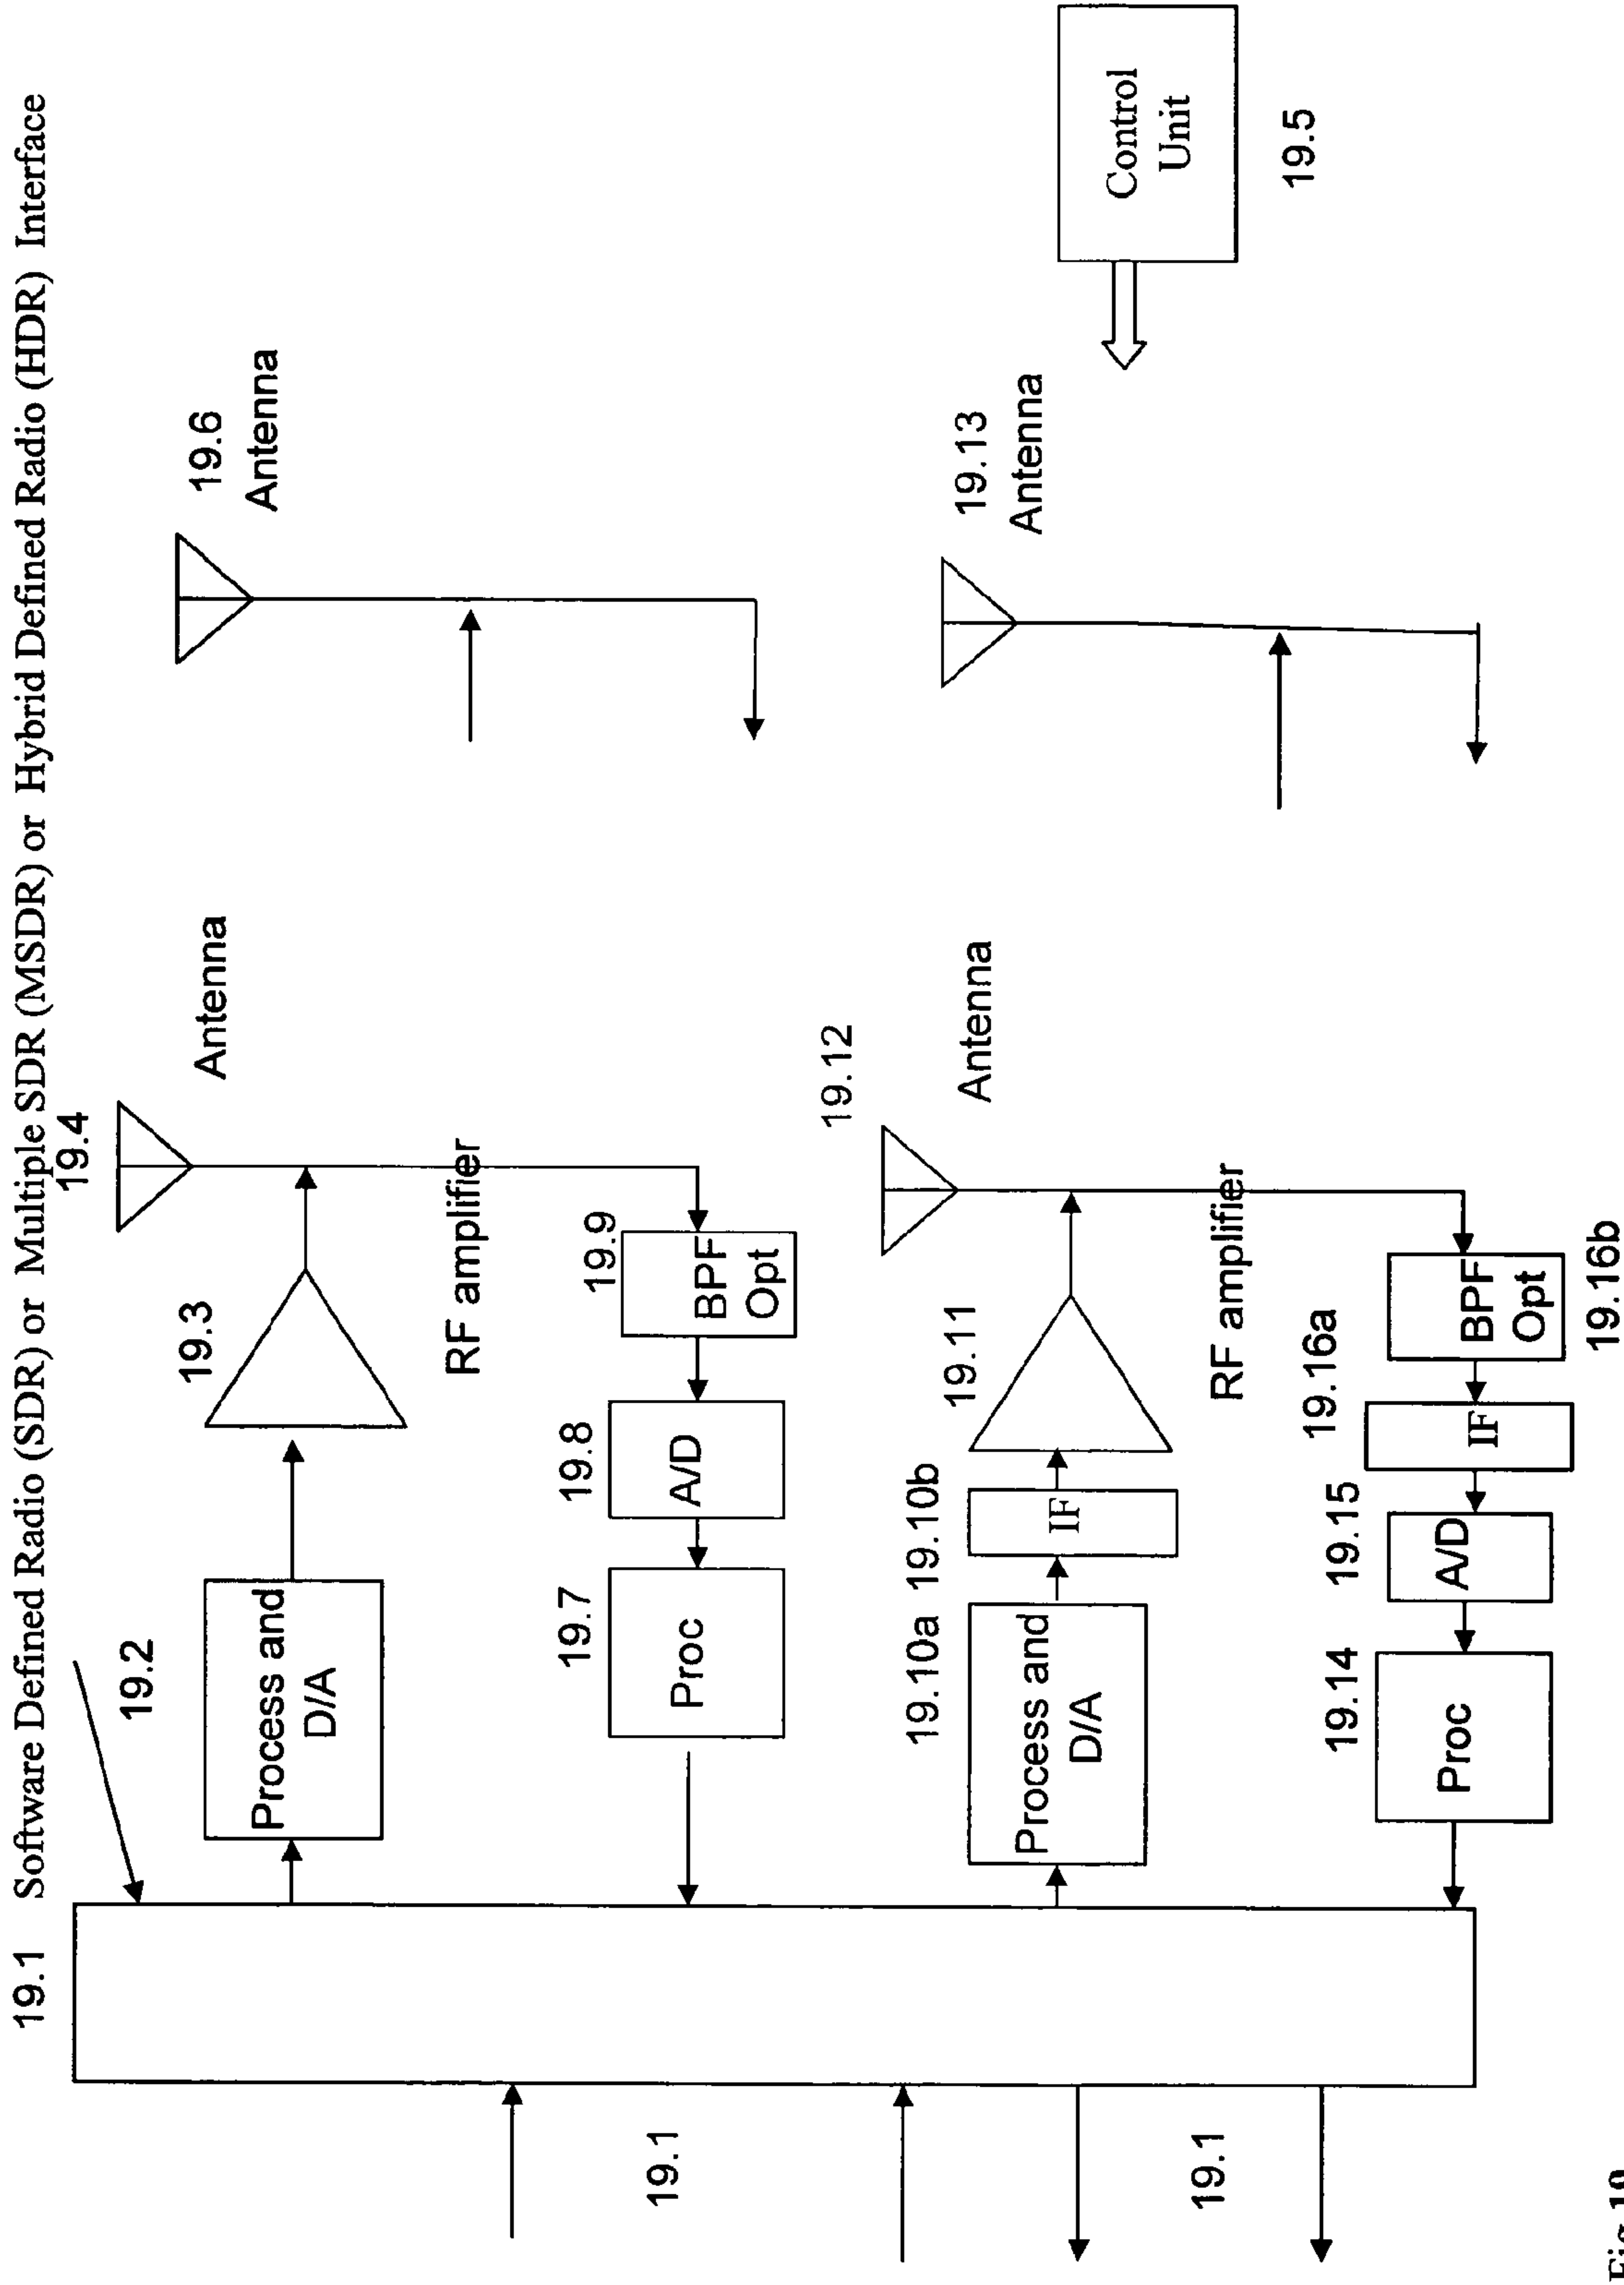 19.1 Software Defined Radio (SDR) or Multiple SDR (MSDR) or Hybrid Defined Radio (HDR) Interface
19.2
19.3
19.4
Antenna
19.6
Antenna
Process and
D/A
RF amplifier
19.7
19.8
19.9
Proc
A/D
BPF
Opt
19.1
19.10a
19.10b
19.11
19.12
Antenna
19.13
Antenna
Process and
D/A
IF
RF amplifier
Control
Unit
19.5
19.1
19.14
19.15
19.16a
Proc
A/D
IF
BPF
Opt
19.16b
Fig 19